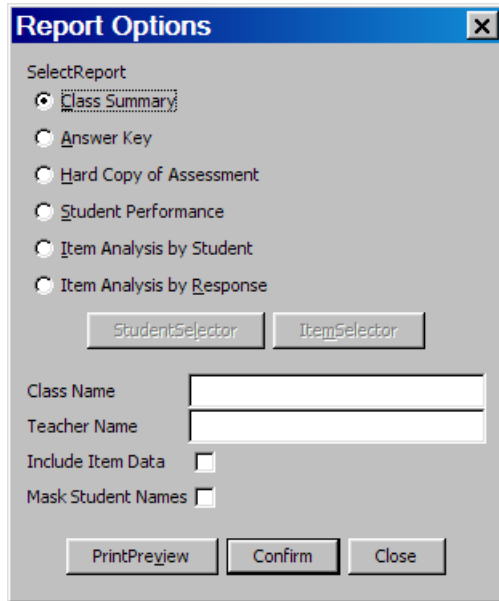 Report Options
SelectReport
Class Summary
Answer Key
Hard Copy of Assessment
Student Performance
Item Analysis by Student
Item Analysis by Response
StudentSelector ItemSelector
Class Name
Teacher Name
Include Item Data
Mask Student Names
PrintPreview Confirm Close